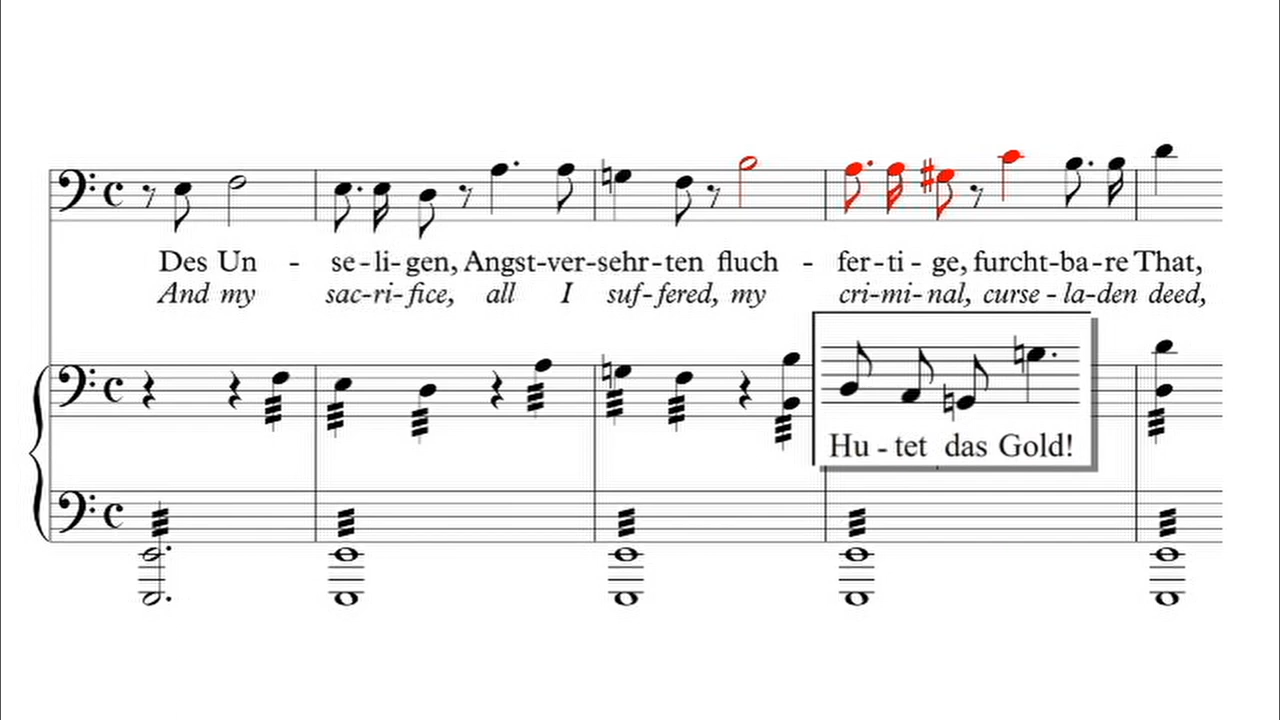 Des Un - se-li-gen, Angst-ver-sehr-ten fluch - fer-ti-ge, furcht-ba-re That,
And my sac-ri-fice, all I suf-fered, my cri-mi-nal, curse-la-den deed,
Hu-tet das Gold!